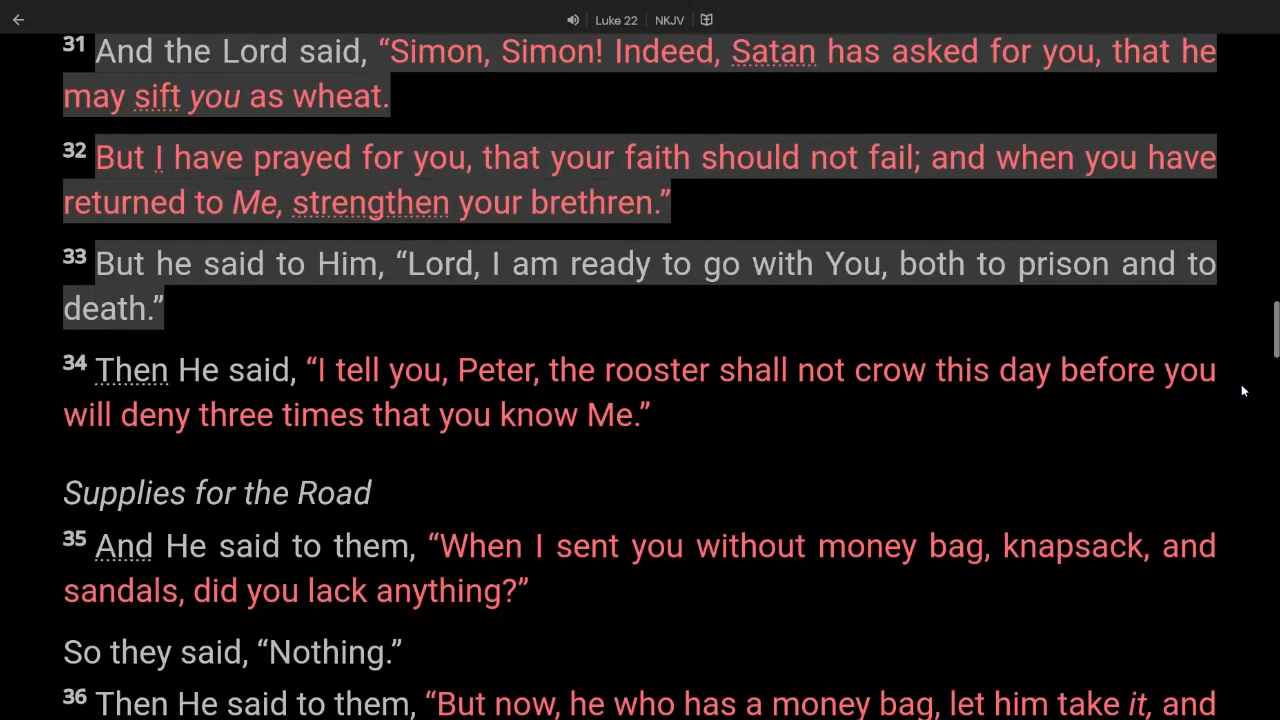 Luke 22 NKJV
31 And the Lord said, “Simon, Simon! Indeed, Satan has asked for you, that he
may sift you as wheat.
32 But I have prayed for you, that your faith should not fail; and when you have
returned to Me, strengthen your brethren.”
33 But he said to Him, “Lord, I am ready to go with You, both to prison and to
death.”
34 Then He said, “I tell you, Peter, the rooster shall not crow this day before you
will deny three times that you know Me.”
Supplies for the Road
35 And He said to them, “When I sent you without money bag, knapsack, and
sandals, did you lack anything?”
So they said, “Nothing.”
36 Then He said to them, “But now, he who has a money bag, let him take it, and